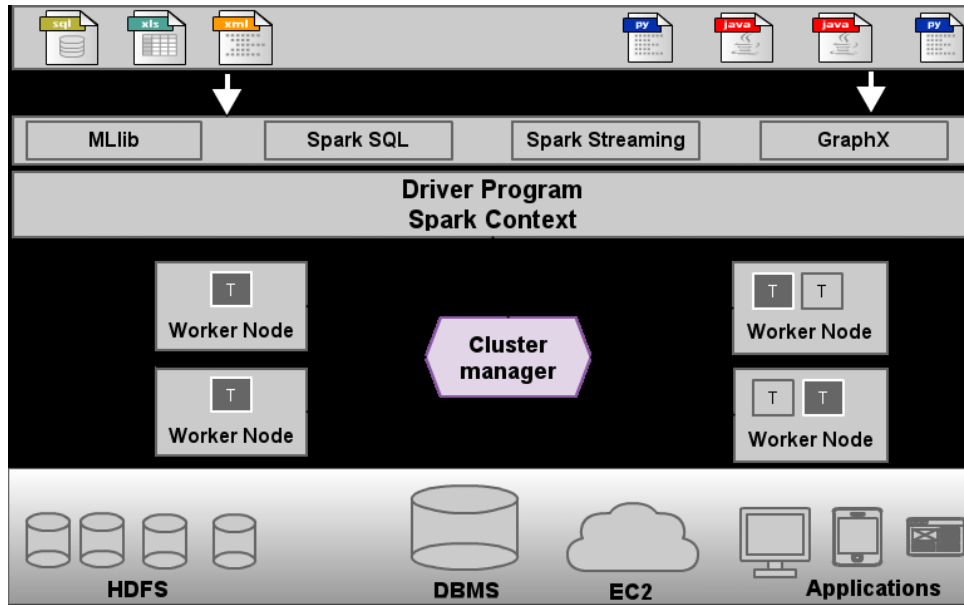 sql
xls
xml
py
java
java
py
MLlib
Spark SQL
Spark Streaming
GraphX
Driver Program
Spark Context
T
Worker Node
T T
Worker Node
Cluster
manager
T
Worker Node
T T
Worker Node
HDFS
DBMS
EC2
Applications